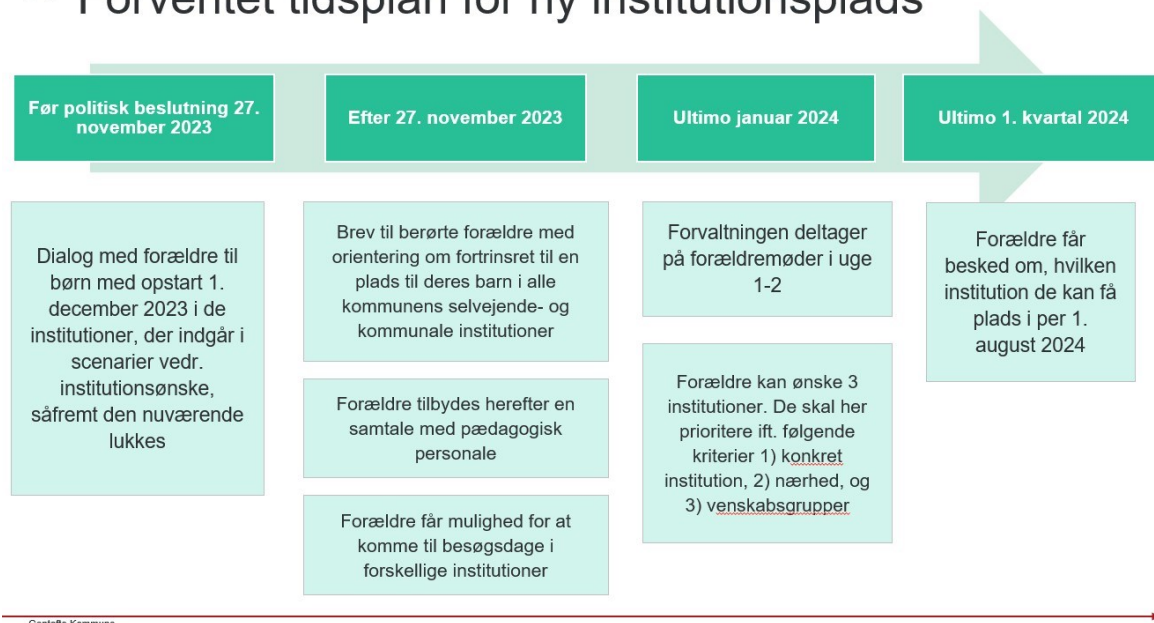 Forventet tidsplan for ny institutionsplads
Før politisk beslutning 27.
november 2023
Efter 27. november 2023
Ultimo januar 2024
Ultimo 1. kvartal 2024
Dialog med forældre til
børn med opstart 1.
december 2023 i de
institutioner, der indgår i
scenarier vedr.
institutionsønske,
såfremt den nuværende
lukkes
Brev til berørte forældre med
orientering om fortrinsret til en
plads til deres barn i alle
kommunens selvejende- og
kommunale institutioner
Forældre tilbydes herefter en
samtale med pædagogisk
personale
Forældre får mulighed for at
komme til besøgsdage i
forskellige institutioner
Forvaltningen deltager
på forældremøder i uge
1-2
Forældre kan ønske 3
institutioner. De skal her
prioritere ift. følgende
kriterier 1) konkret
institution, 2) nærhed, og
3) venskabsgrupper
Forældre får
besked om, hvilken
institution de kan få
plads i per 1.
august 2024
Gentofte Kommune